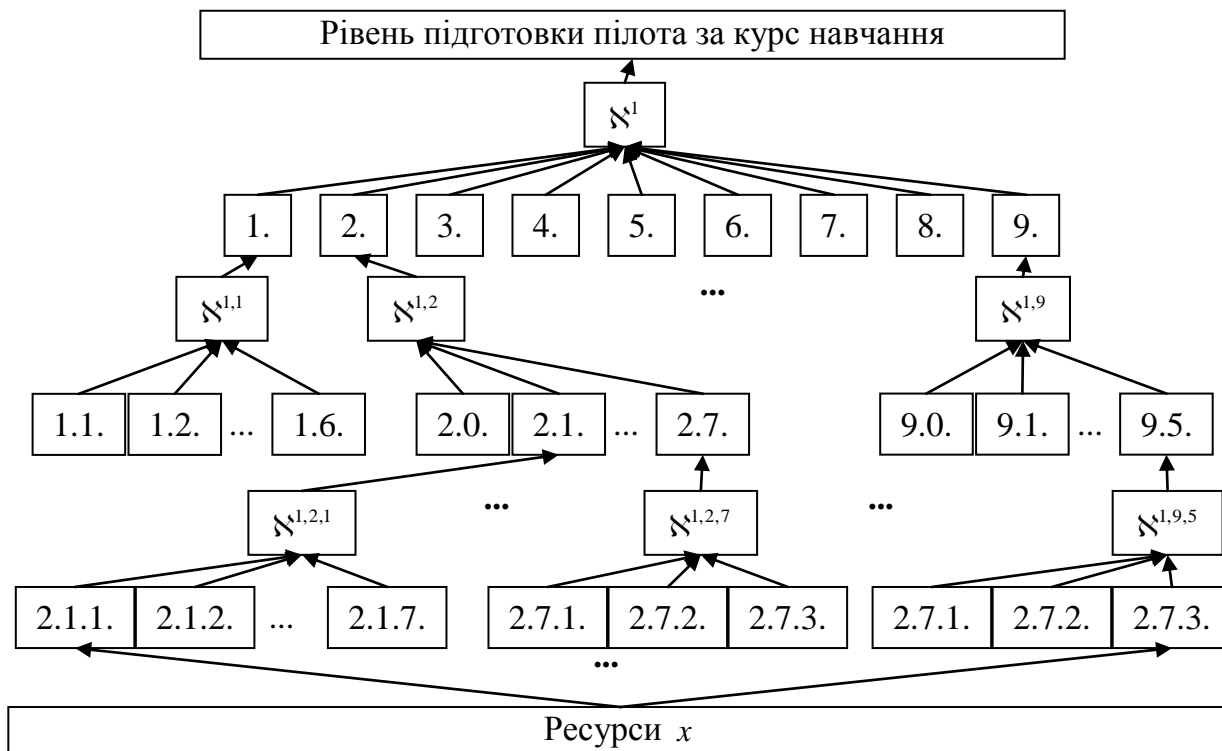 Рівень підготовки пілота за курс навчання
ℵ¹
1. 2. 3. 4. 5. 6. 7. 8. 9.
ℵ¹,¹ ℵ¹,² ... ℵ¹,⁹
1.1. 1.2. ... 1.6. 2.0. 2.1. ... 2.7. 9.0. 9.1. ... 9.5.
ℵ¹,²,¹ ... ℵ¹,²,⁷ ... ℵ¹,⁹,⁵
2.1.1. 2.1.2. ... 2.1.7. 2.7.1. 2.7.2. 2.7.3. 2.7.1. 2.7.2. 2.7.3.
...
Ресурси x